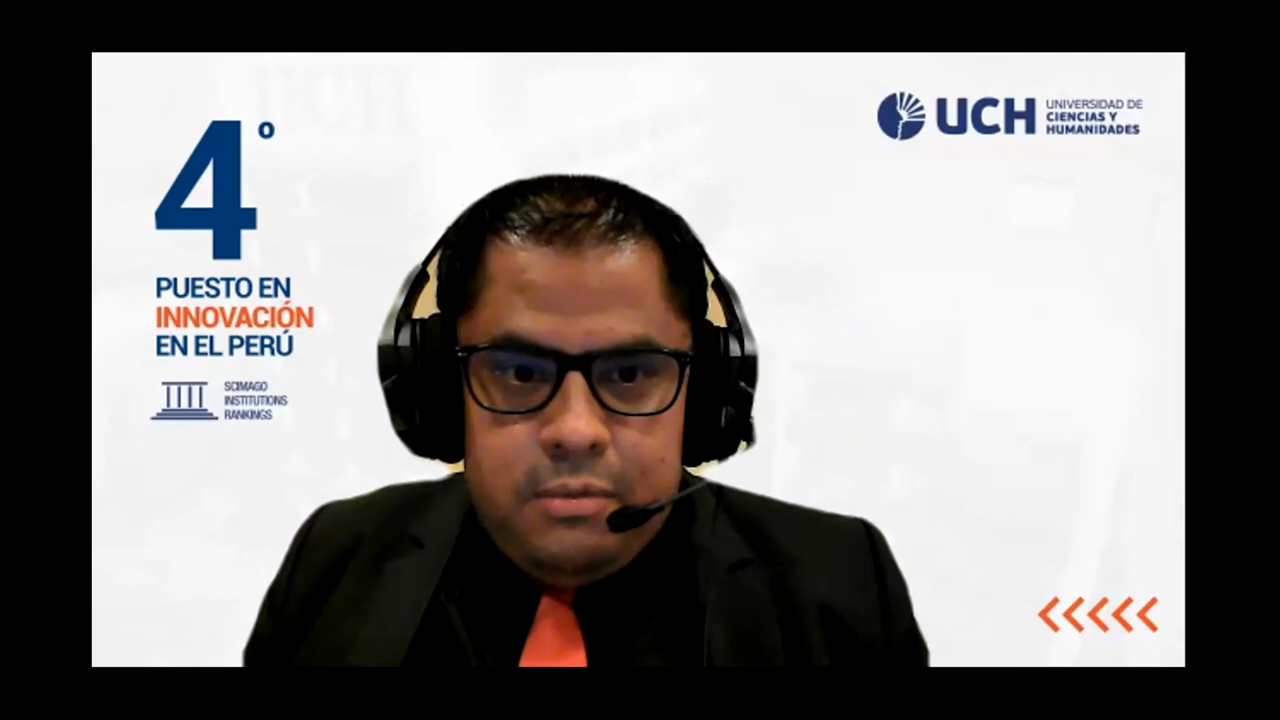 4°
PUESTO EN
INNOVACIÓN
EN EL PERÚ
SCIMAGO
INSTITUTIONS
RANKINGS
UCH
UNIVERSIDAD DE
CIENCIAS Y
HUMANIDADES